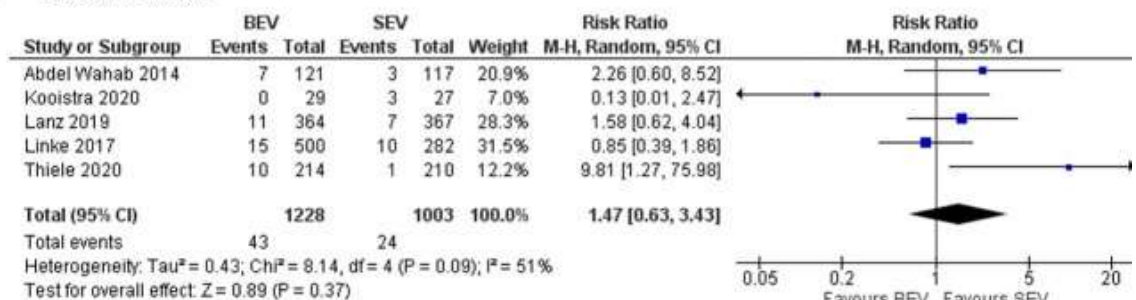 BEV SEV Risk Ratio Risk Ratio
Study or Subgroup Events Total Events Total Weight M-H, Random, 95% CI M-H, Random, 95% CI
Abdel Wahab 2014 7 121 3 117 20.9% 2.26 [0.60, 8.52]
Kooistra 2020 0 29 3 27 7.0% 0.13 [0.01, 2.47]
Lanz 2019 11 364 7 367 28.3% 1.58 [0.62, 4.04]
Linke 2017 15 500 10 282 31.5% 0.85 [0.39, 1.86]
Thiele 2020 10 214 1 210 12.2% 9.81 [1.27, 75.98]
Total (95% CI) 1228 1003 100.0% 1.47 [0.63, 3.43]
Total events 43 24
Heterogeneity: Tau² = 0.43; Chi² = 8.14, df = 4 (P = 0.09); I² = 51%
Test for overall effect: Z = 0.89 (P = 0.37)
0.05 0.2 1 5 20
Favours BEV Favours SEV